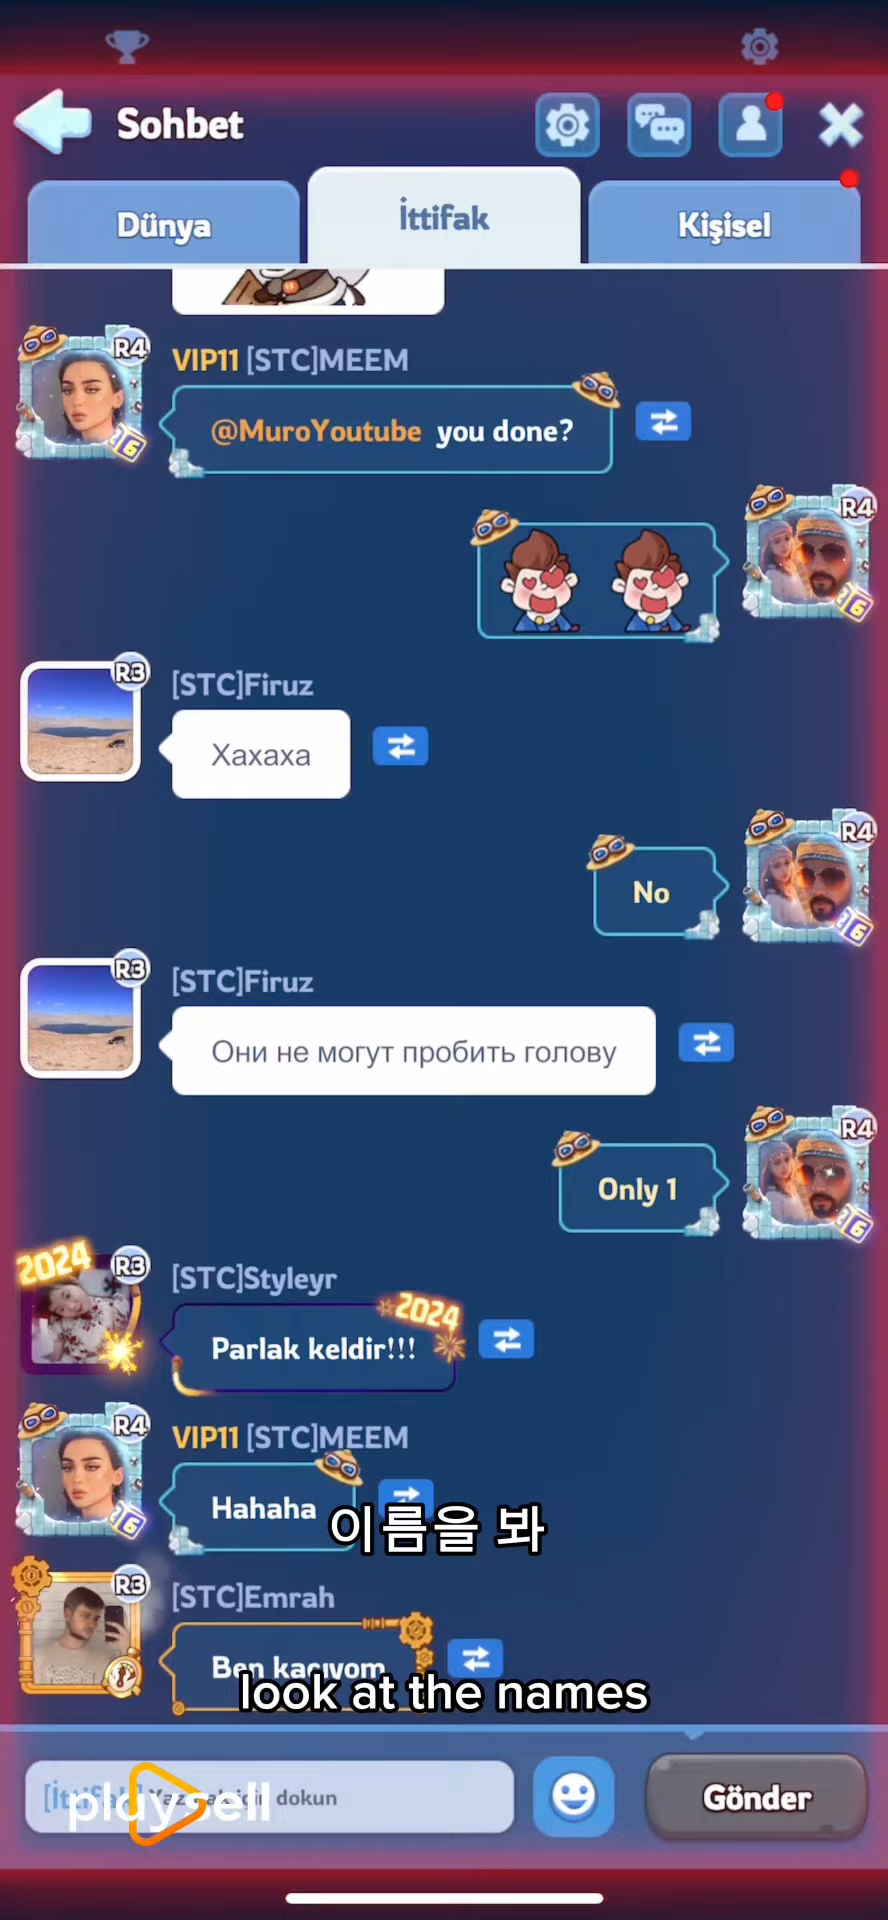 Sohbet
Dünya
İttifak
Kişisel
R4
VIP11 [STC]MEEM
@MuroYoutube you done?
R4
R3
[STC]Firuz
Хахаха
R4
No
R3
[STC]Firuz
Они не могут пробить голову
R4
Only 1
2024
R3
[STC]Styleyr
2024
Parlak keldir!!!
R4
VIP11 [STC]MEEM
Hahaha
이름을 봐
R3
[STC]Emrah
Ben kaçıyom
look at the names
[İttifak] Yazmak için dokun
playsell
Gönder